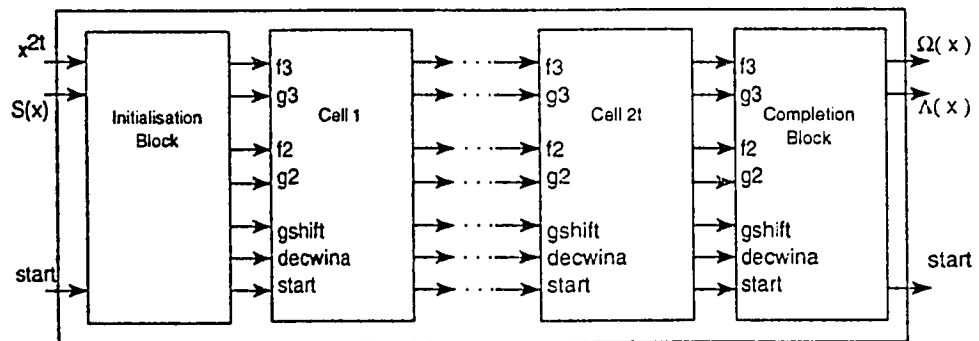 x^2t
S(x)
start
Initialisation
Block
f3
g3
Cell 1
f2
g2
gshift
decwina
start
f3
g3
Cell 2t
f2
g2
gshift
decwina
start
f3
g3
Completion
Block
f2
g2
gshift
decwina
start
Ω(x)
Λ(x)
start